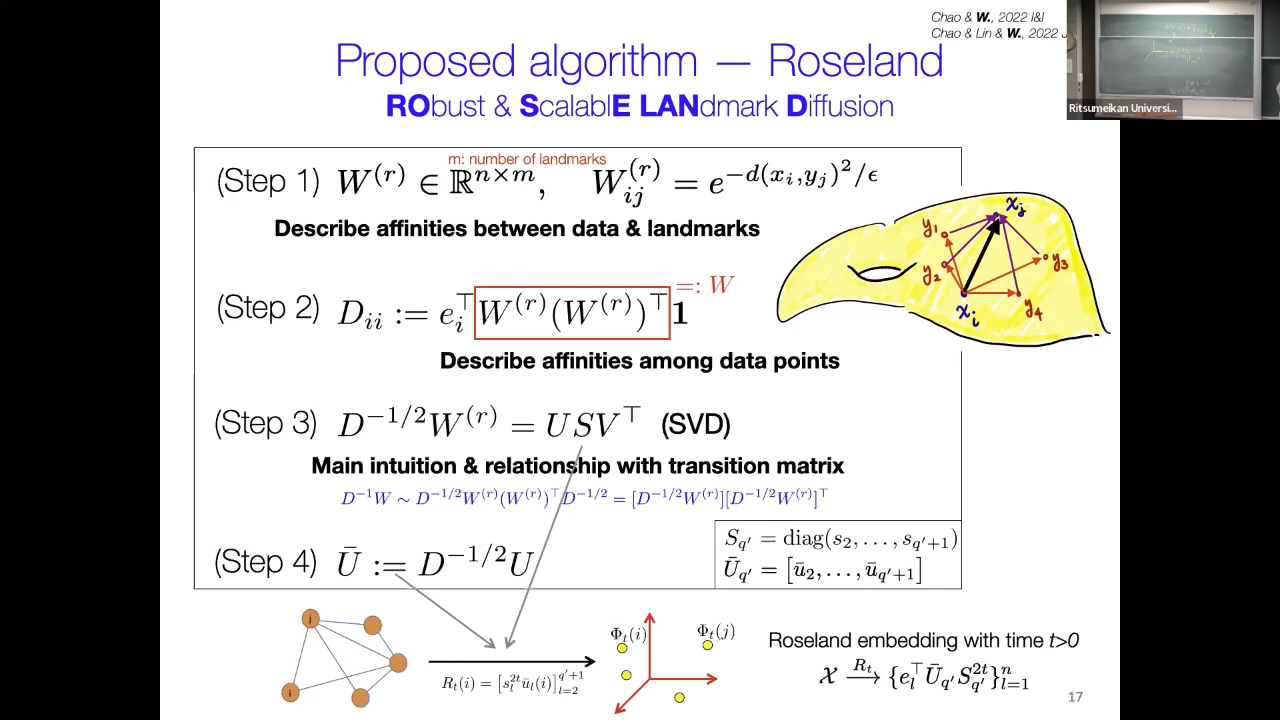 Chao & W., 2022 I&I
Chao & Lin & W., 2022 J
Proposed algorithm — Roseland
RObust & ScalablE LANdmark Diffusion
Ritsumeikan Universi...
m: number of landmarks
(Step 1) W^{(r)} ∈ ℝ^{n×m}, W_{ij}^{(r)} = e^{-d(x_i,y_j)^2/ϵ}
Describe affinities between data & landmarks
=: W
(Step 2) D_{ii} := e_i^⊤ W^{(r)}(W^{(r)})^⊤ 1
Describe affinities among data points
x_j
y_1
y_2
y_3
y_4
x_i
(Step 3) D^{-1/2}W^{(r)} = USV^⊤ (SVD)
Main intuition & relationship with transition matrix
D^{-1}W ∼ D^{-1/2}W^{(r)}(W^{(r)})^⊤D^{-1/2} = [D^{-1/2}W^{(r)}][D^{-1/2}W^{(r)}]^⊤
(Step 4) Ū := D^{-1/2}U
S_{q'} = diag(s_2, . . . , s_{q'+1})
Ū_{q'} = [ū_2, . . . , ū_{q'+1}]
j
i
R_t(i) = [s_l^{2t} ū_l(i)]_{l=2}^{q'+1}
Φ_t(i)
Φ_t(j)
Roseland embedding with time t>0
𝒳 →^{R_t} {e_l^⊤ Ū_{q'} S_{q'}^{2t}}_{l=1}^n
17